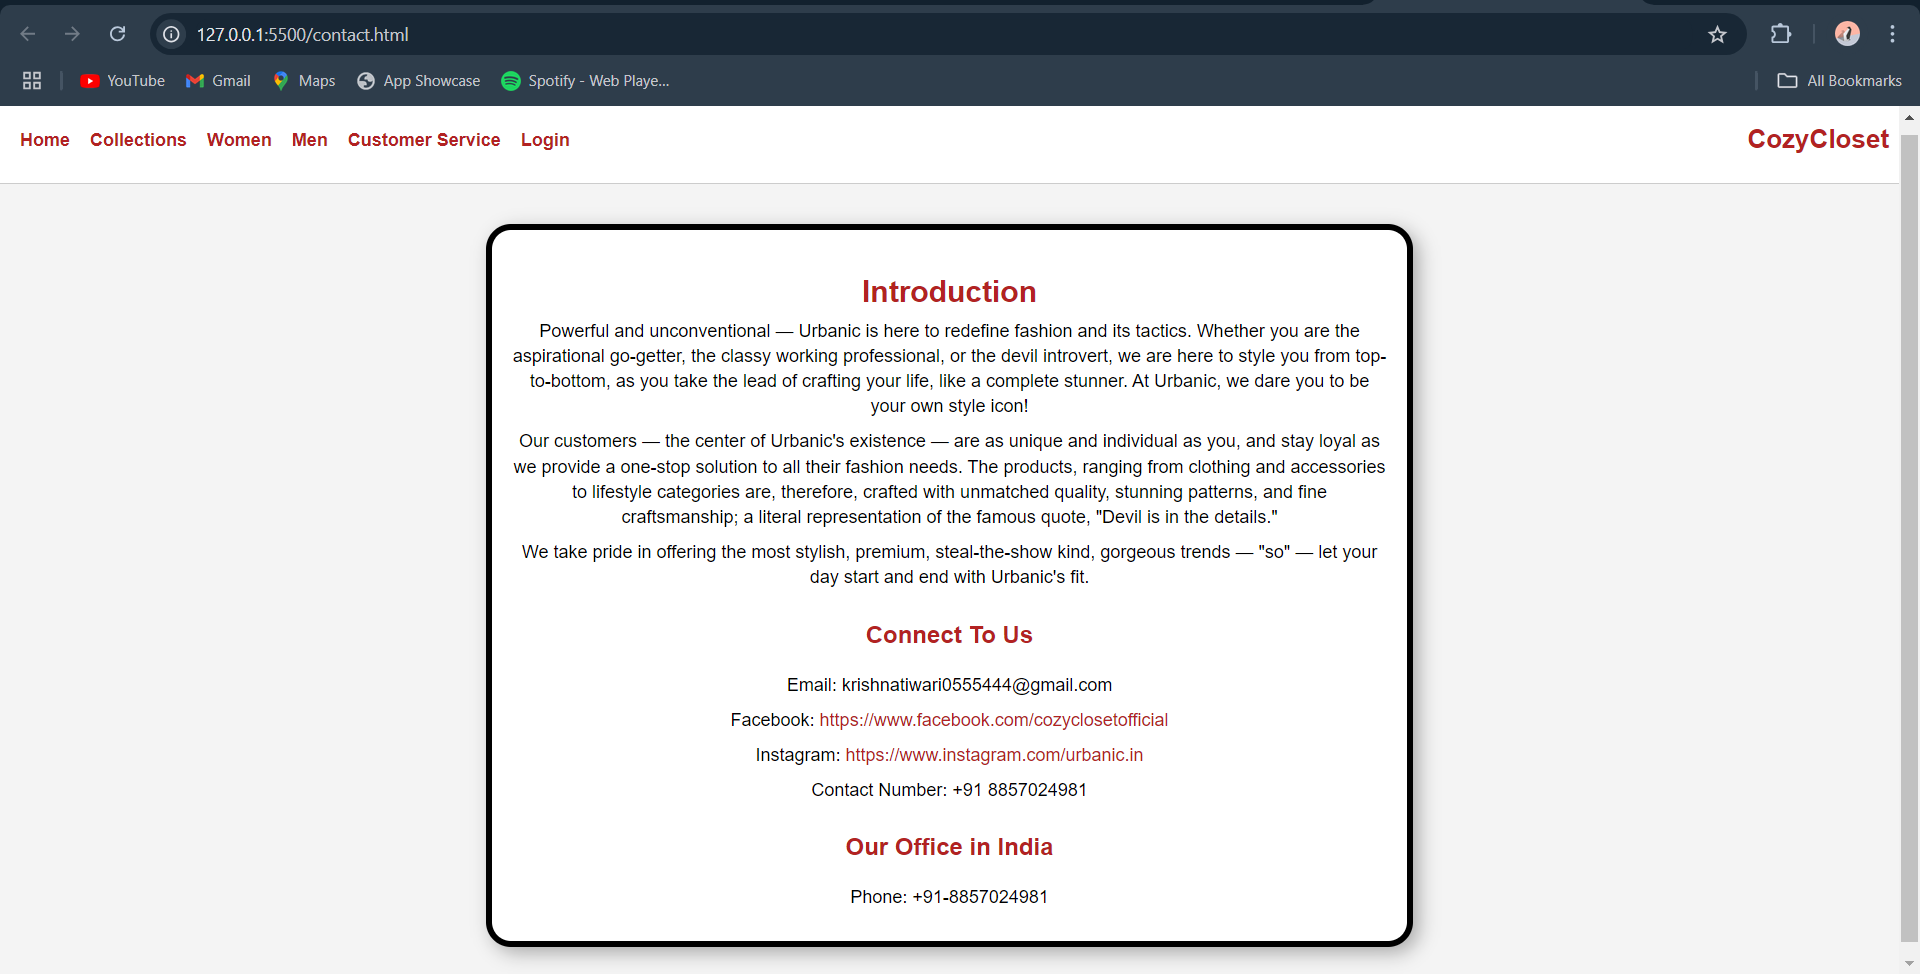 127.0.0.1:5500/contact.html
YouTube Gmail Maps App Showcase Spotify - Web Playe... All Bookmarks
Home Collections Women Men Customer Service Login CozyCloset
Introduction
Powerful and unconventional — Urbanic is here to redefine fashion and its tactics. Whether you are the
aspirational go-getter, the classy working professional, or the devil introvert, we are here to style you from top-
to-bottom, as you take the lead of crafting your life, like a complete stunner. At Urbanic, we dare you to be
your own style icon!
Our customers — the center of Urbanic's existence — are as unique and individual as you, and stay loyal as
we provide a one-stop solution to all their fashion needs. The products, ranging from clothing and accessories
to lifestyle categories are, therefore, crafted with unmatched quality, stunning patterns, and fine
craftsmanship; a literal representation of the famous quote, "Devil is in the details."
We take pride in offering the most stylish, premium, steal-the-show kind, gorgeous trends — "so" — let your
day start and end with Urbanic's fit.
Connect To Us
Email: krishnatiwari0555444@gmail.com
Facebook: https://www.facebook.com/cozyclosetofficial
Instagram: https://www.instagram.com/urbanic.in
Contact Number: +91 8857024981
Our Office in India
Phone: +91-8857024981